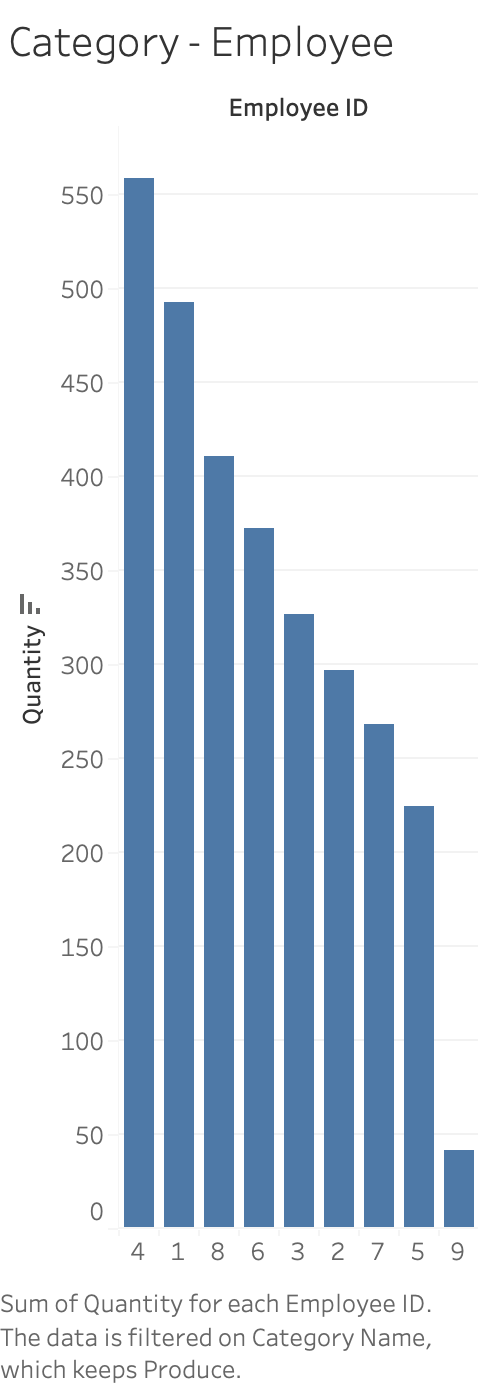 Category - Employee
Employee ID
550
500
450
400
350
300
250
200
150
100
50
0
Quantity
4 1 8 6 3 2 7 5 9
Sum of Quantity for each Employee ID.
The data is filtered on Category Name,
which keeps Produce.